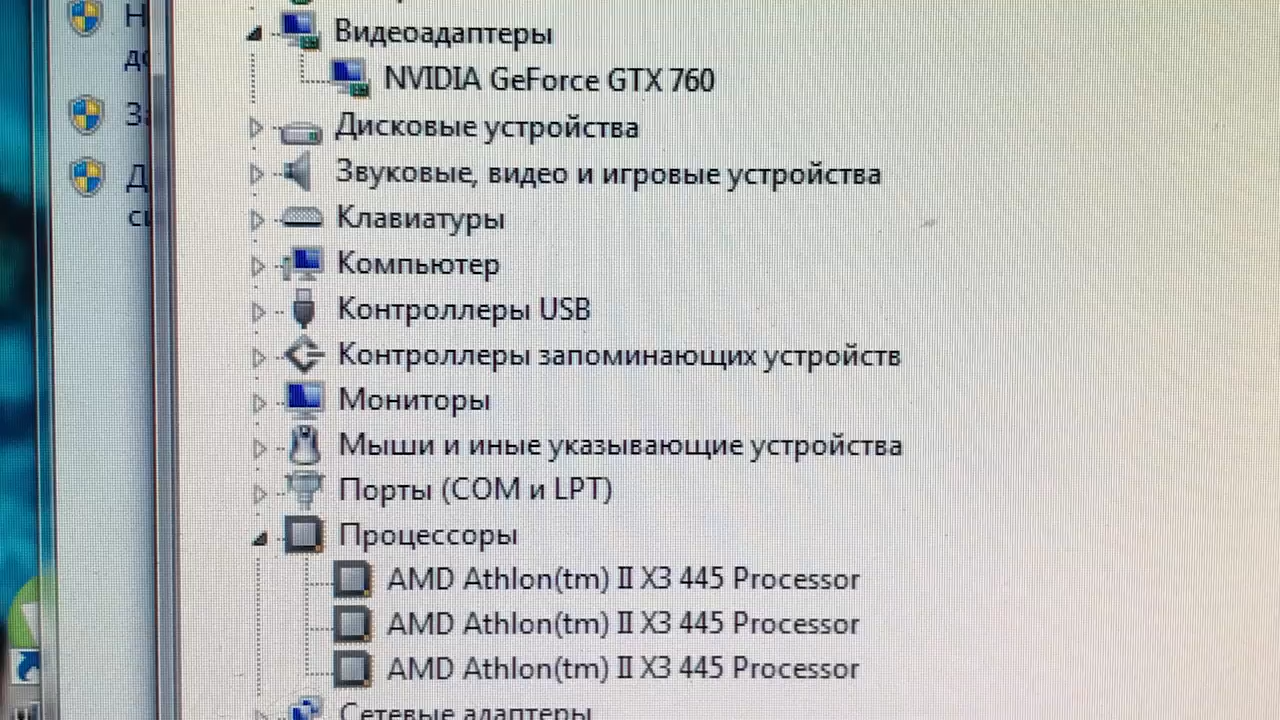 Видеоадаптеры
NVIDIA GeForce GTX 760
Дисковые устройства
Звуковые, видео и игровые устройства
Клавиатуры
Компьютер
Контроллеры USB
Контроллеры запоминающих устройств
Мониторы
Мыши и иные указывающие устройства
Порты (COM и LPT)
Процессоры
AMD Athlon(tm) II X3 445 Processor
AMD Athlon(tm) II X3 445 Processor
AMD Athlon(tm) II X3 445 Processor
Сетевые адаптеры